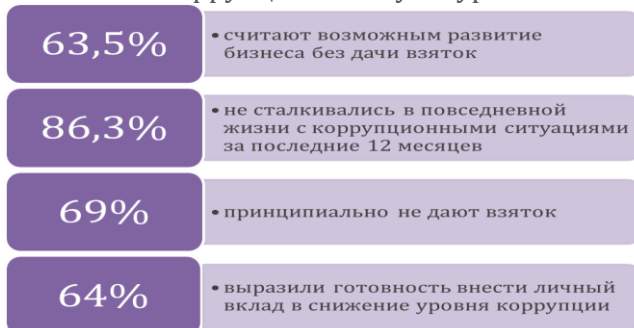 63,5%
• считают возможным развитие
бизнеса без дачи взяток
86,3%
• не сталкивались в повседневной
жизни с коррупционными ситуациями
за последние 12 месяцев
69%
• принципиально не дают взяток
64%
• выразили готовность внести личный
вклад в снижение уровня коррупции